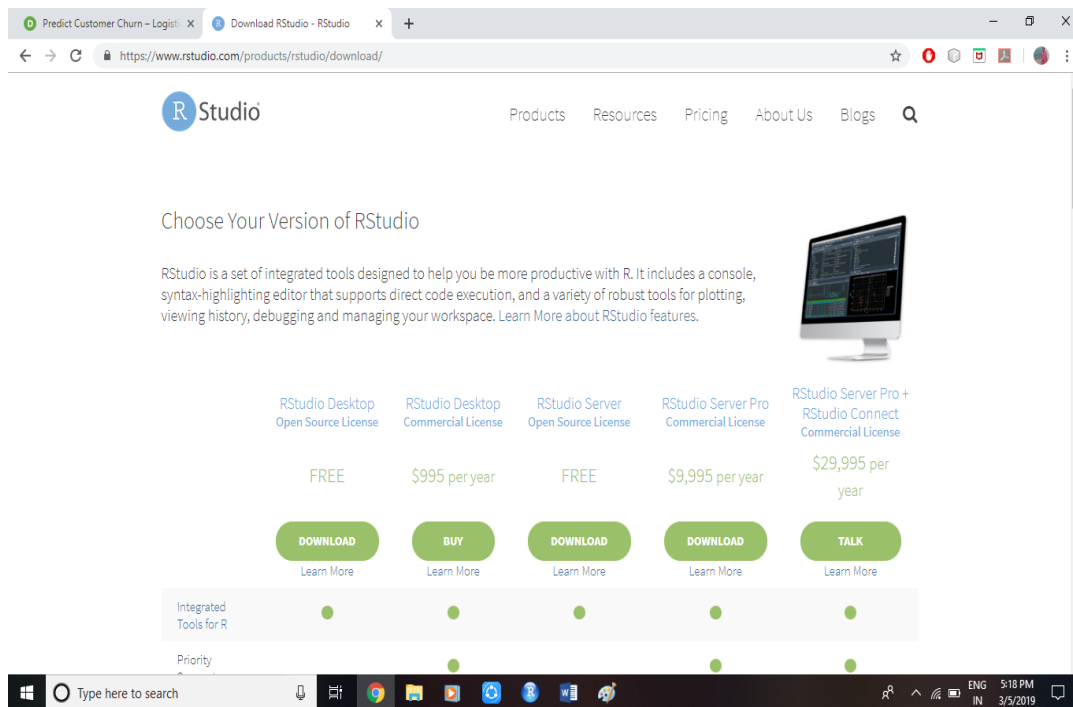 Predict Customer Churn – Logisti
Download RStudio - RStudio
https://www.rstudio.com/products/rstudio/download/
R Studio
Products Resources Pricing About Us Blogs
Choose Your Version of RStudio
RStudio is a set of integrated tools designed to help you be more productive with R. It includes a console,
syntax-highlighting editor that supports direct code execution, and a variety of robust tools for plotting,
viewing history, debugging and managing your workspace. Learn More about RStudio features.
RStudio Desktop
Open Source License
FREE
DOWNLOAD
Learn More
RStudio Desktop
Commercial License
$995 per year
BUY
Learn More
RStudio Server
Open Source License
FREE
DOWNLOAD
Learn More
RStudio Server Pro
Commercial License
$9,995 per year
DOWNLOAD
Learn More
RStudio Server Pro +
RStudio Connect
Commercial License
$29,995 per
year
TALK
Learn More
Integrated
Tools for R
Priority
Type here to search
ENG
IN
5:18 PM
3/5/2019